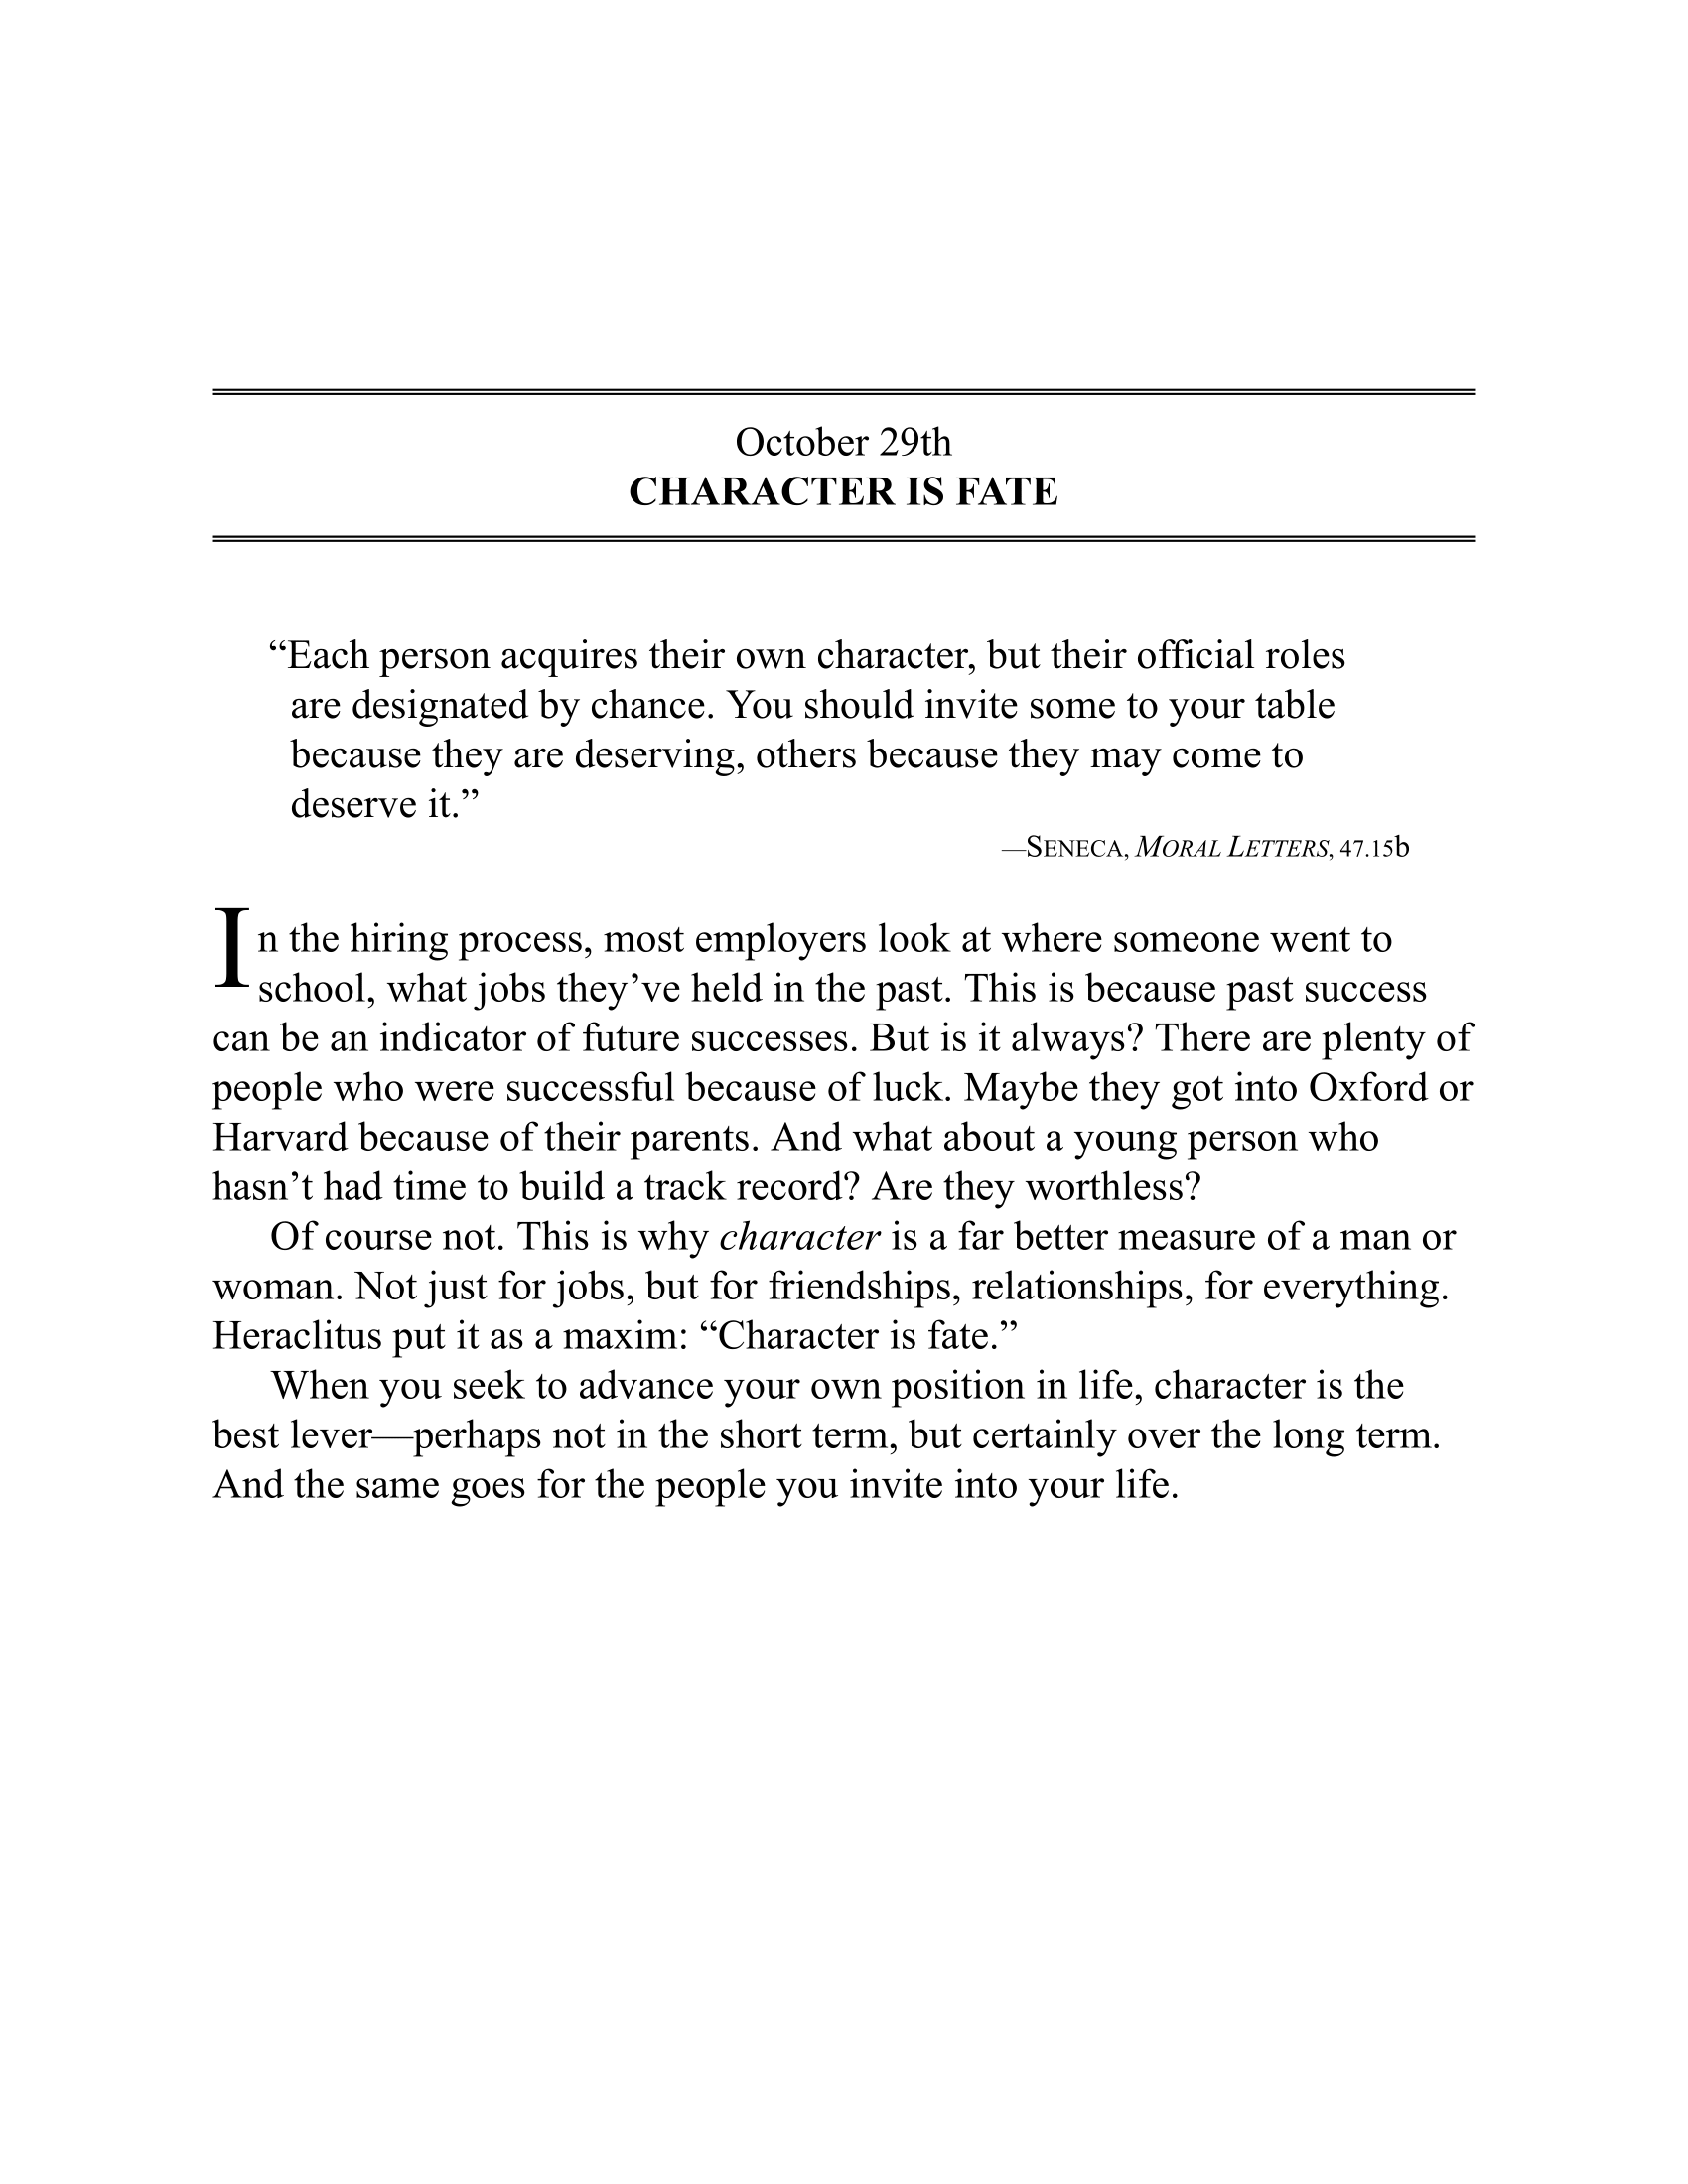 October 29th
CHARACTER IS FATE
“Each person acquires their own character, but their official roles
are designated by chance. You should invite some to your table
because they are deserving, others because they may come to
deserve it.”
—SENECA, MORAL LETTERS, 47.15b
In the hiring process, most employers look at where someone went to
school, what jobs they’ve held in the past. This is because past success
can be an indicator of future successes. But is it always? There are plenty of
people who were successful because of luck. Maybe they got into Oxford or
Harvard because of their parents. And what about a young person who
hasn’t had time to build a track record? Are they worthless?
Of course not. This is why character is a far better measure of a man or
woman. Not just for jobs, but for friendships, relationships, for everything.
Heraclitus put it as a maxim: “Character is fate.”
When you seek to advance your own position in life, character is the
best lever—perhaps not in the short term, but certainly over the long term.
And the same goes for the people you invite into your life.